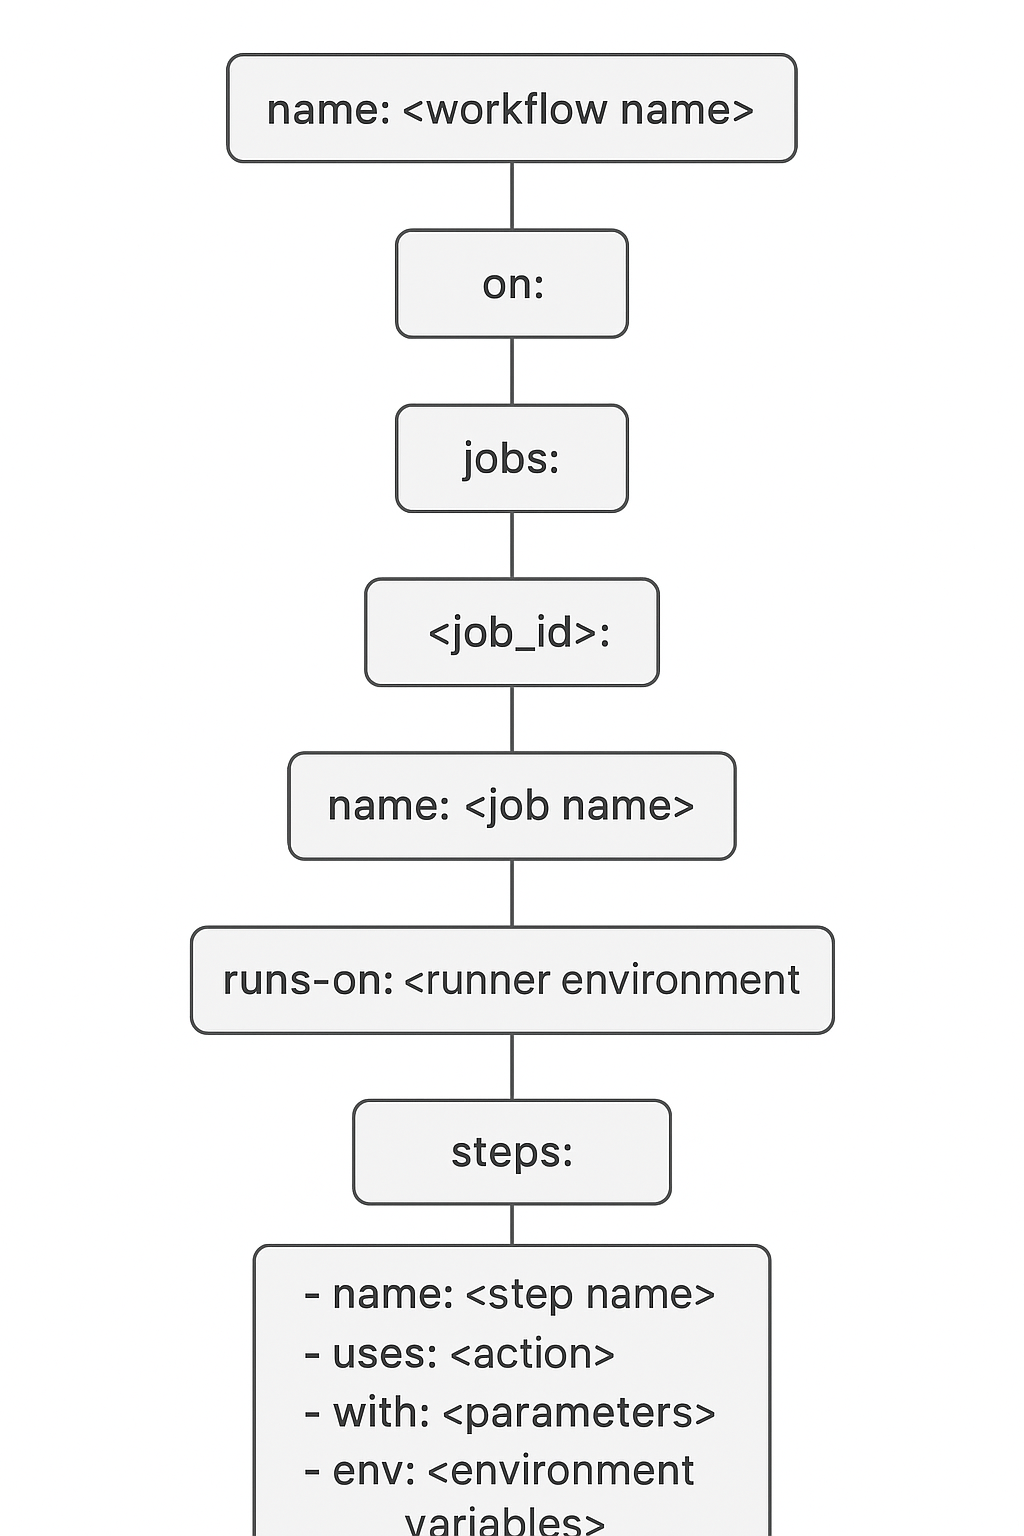 name: <workflow name>
on:
jobs:
<job_id>:
name: <job name>
runs-on: <runner environment
steps:
- name: <step name>
- uses: <action>
- with: <parameters>
- env: <environment
variables>